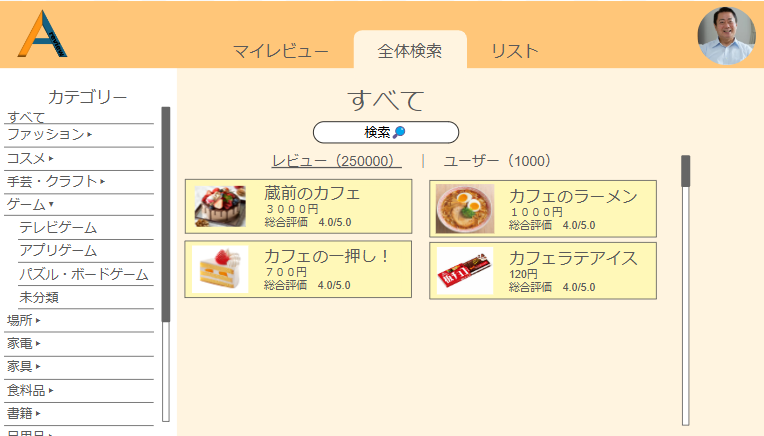 マイレビュー
全体検索
リスト
カテゴリー
すべて
ファッション▸
コスメ▸
手芸・クラフト▸
ゲーム▾
テレビゲーム
アプリゲーム
パズル・ボードゲーム
未分類
場所▸
家電▸
家具▸
食料品▸
書籍▸
すべて
検索
レビュー（250000）
|
ユーザー（1000）
蔵前のカフェ
３０００円
総合評価 4.0/5.0
カフェのラーメン
１０００円
総合評価 4.0/5.0
カフェの一押し！
７００円
総合評価 4.0/5.0
カフェラテアイス
120円
総合評価 4.0/5.0